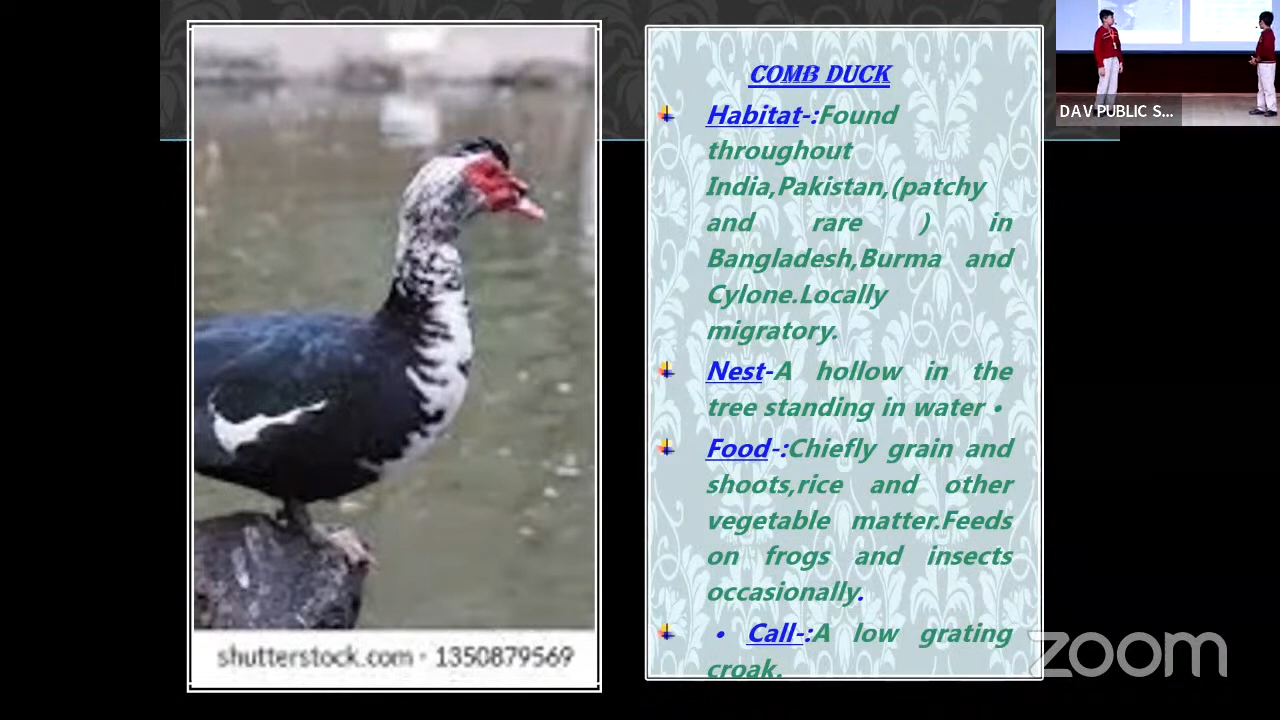 COMB DUCK
Habitat-:Found
throughout
India,Pakistan,(patchy
and rare ) in
Bangladesh,Burma and
Cylone.Locally
migratory.
Nest-A hollow in the
tree standing in water •
Food-:Chiefly grain and
shoots,rice and other
vegetable matter.Feeds
on frogs and insects
occasionally.
• Call-:A low grating
croak.
shutterstock.com · 1350879569
DAV PUBLIC S...
zoom